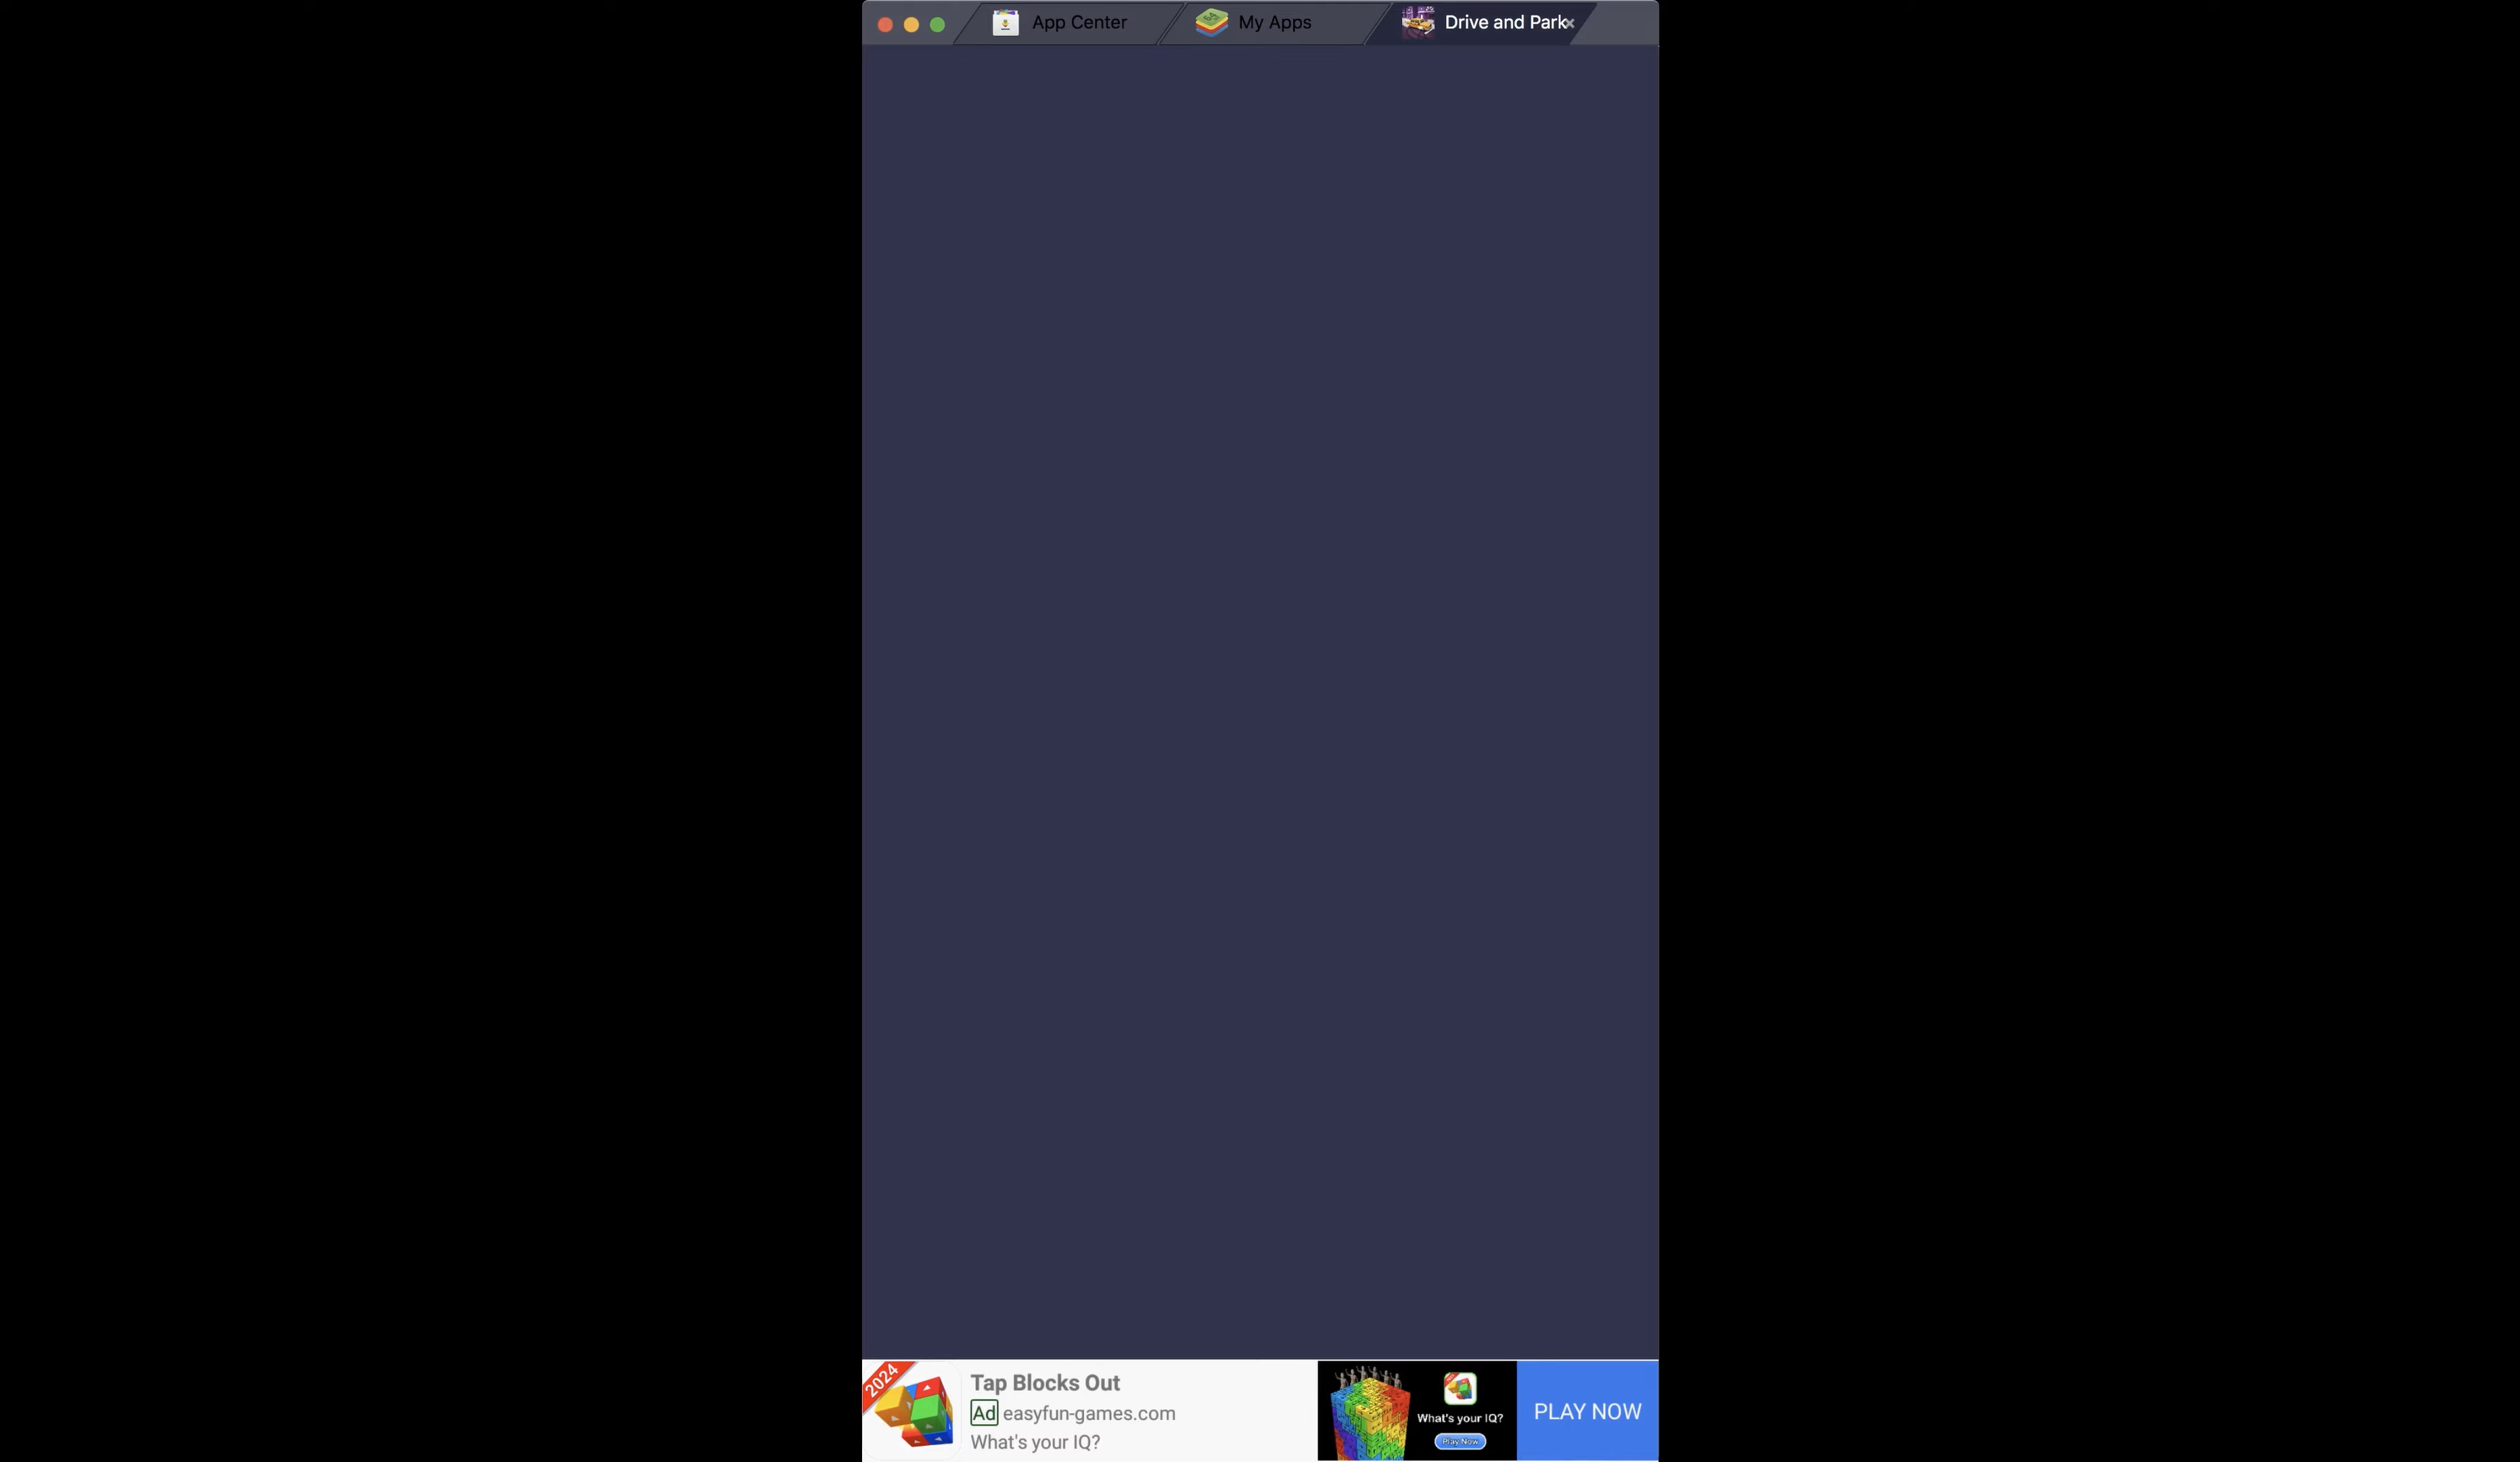 App Center
My Apps
Drive and Park
2024
Tap Blocks Out
Ad easyfun-games.com
What's your IQ?
What's your IQ?
Play Now
PLAY NOW